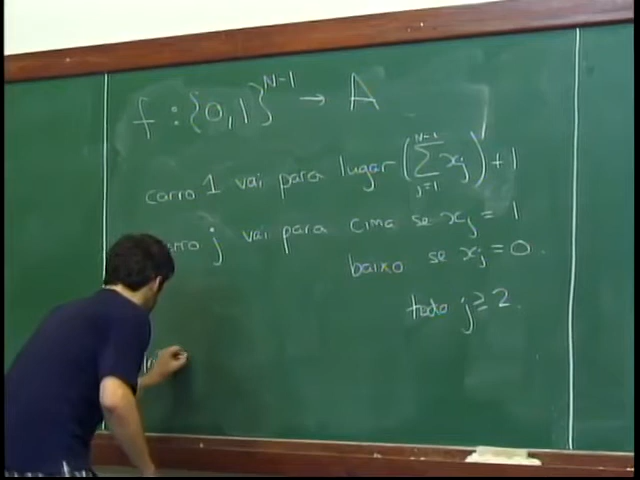 f : {0,1}^{N-1} → A
carro 1 vai para lugar (∑_{j=1}^{N-1} x_j) + 1
j vai para cima se x_j = 1
baixo se x_j = 0.
todo j ≥ 2.